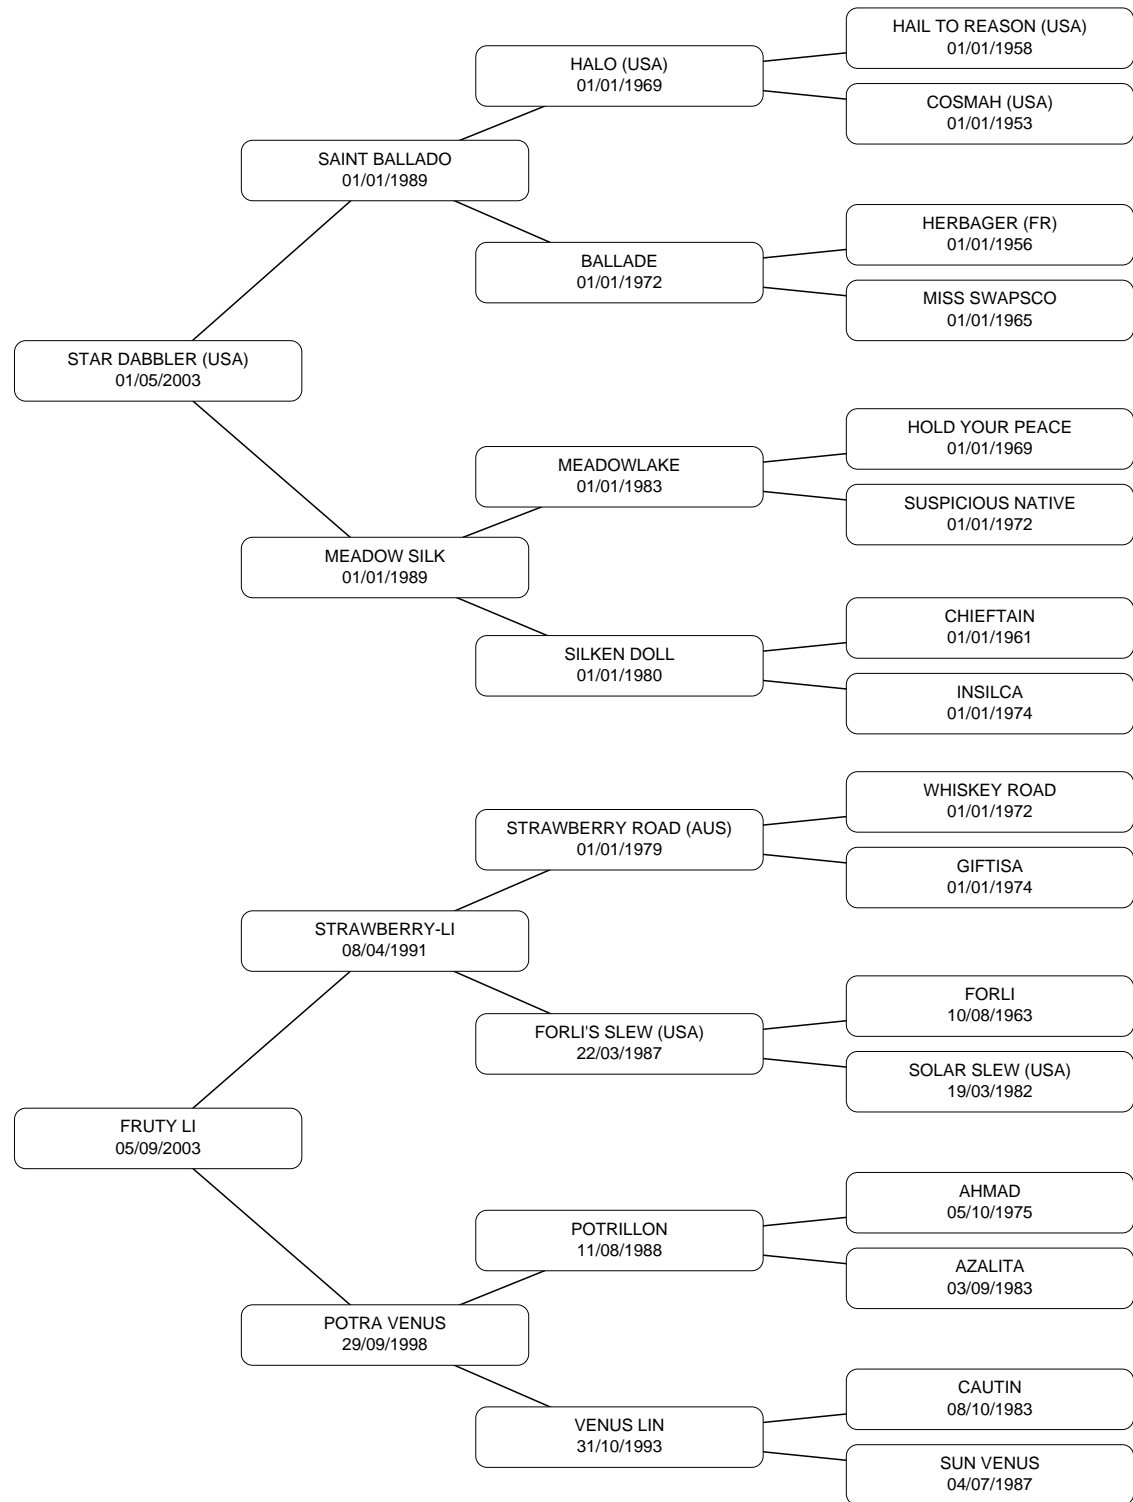 HAIL TO REASON (USA)
01/01/1958
HALO (USA)
01/01/1969
COSMAH (USA)
01/01/1953
SAINT BALLADO
01/01/1989
HERBAGER (FR)
01/01/1956
BALLADE
01/01/1972
MISS SWAPSCO
01/01/1965
STAR DABBLER (USA)
01/05/2003
HOLD YOUR PEACE
01/01/1969
MEADOWLAKE
01/01/1983
SUSPICIOUS NATIVE
01/01/1972
MEADOW SILK
01/01/1989
CHIEFTAIN
01/01/1961
SILKEN DOLL
01/01/1980
INSILCA
01/01/1974
WHISKEY ROAD
01/01/1972
STRAWBERRY ROAD (AUS)
01/01/1979
GIFTISA
01/01/1974
STRAWBERRY-LI
08/04/1991
FORLI
10/08/1963
FORLI'S SLEW (USA)
22/03/1987
SOLAR SLEW (USA)
19/03/1982
FRUTY LI
05/09/2003
AHMAD
05/10/1975
POTRILLON
11/08/1988
AZALITA
03/09/1983
POTRA VENUS
29/09/1998
CAUTIN
08/10/1983
VENUS LIN
31/10/1993
SUN VENUS
04/07/1987